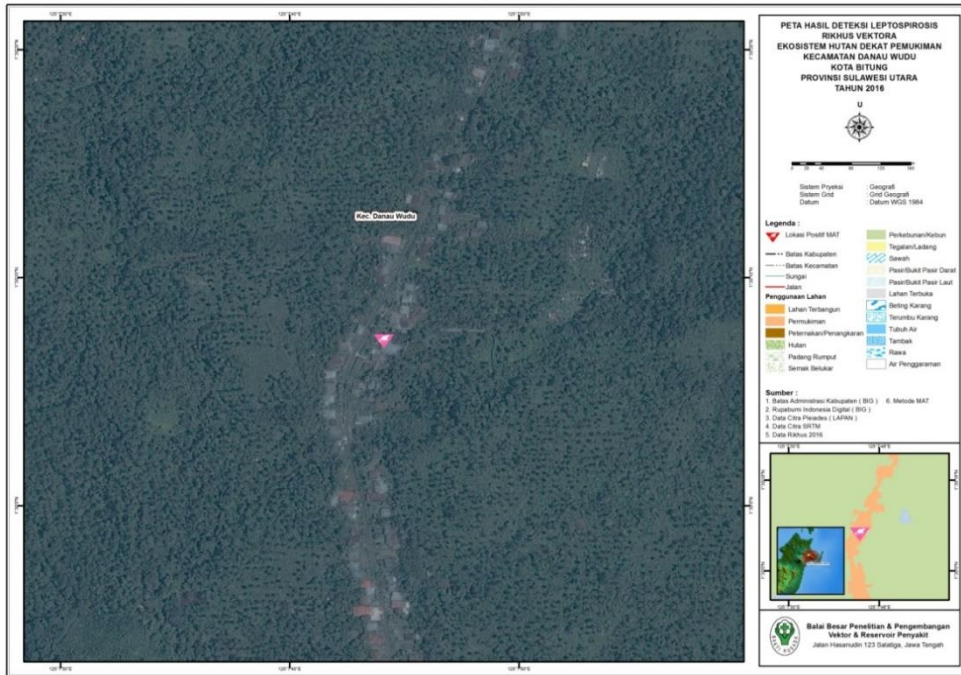 PETA HASIL DETEKSI LEPTOSPIROSIS
RIKHUS VEKTORA
EKOSISTEM HUTAN DEKAT PEMUKIMAN
KECAMATAN DANAU WUDU
KOTA BITUNG
PROVINSI SULAWESI UTARA
TAHUN 2016
U
Sistem Proyeksi : Geografi
Sistem Grid : Grid Geografi
Datum : Datum WGS 1984
Legenda :
Lokasi Positif MAT
Batas Kabupaten
Batas Kecamatan
Sungai
Jalan
Penggunaan Lahan
Lahan Terbangun
Permukiman
Peternakan/Penangkaran
Hutan
Padang Rumput
Semak Belukar
Perkebunan/Kebun
Tegalan/Ladang
Sawah
Pasir/Bukit Pasir Darat
Pasir/Bukit Pasir Laut
Lahan Terbuka
Beting Karang
Terumbu Karang
Tubuh Air
Tambak
Rawa
Air Penggaraman
Sumber :
1. Batas Administrasi Kabupaten ( BIG ) 6. Metode MAT
2. Rupabumi Indonesia Digital ( BIG )
3. Data Citra Pleiades ( LAPAN )
4. Data Citra SRTM
5. Data Rikhus 2016
Kec. Danau Wudu
Balai Besar Penelitian & Pengembangan
Vektor & Reservoir Penyakit
Jalan Hasanudin 123 Salatiga, Jawa Tengah